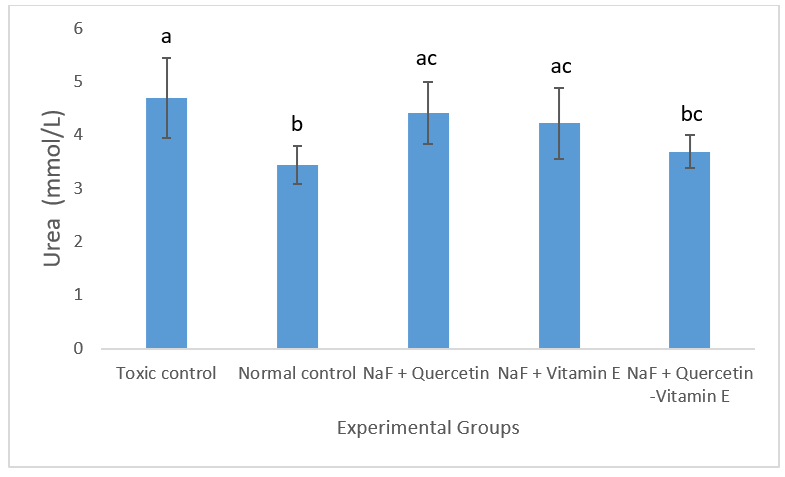 6
5
4
3
2
1
0
Urea (mmol/L)
a
b
ac
ac
bc
Toxic control
Normal control
NaF + Quercetin
NaF + Vitamin E
NaF + Quercetin
-Vitamin E
Experimental Groups